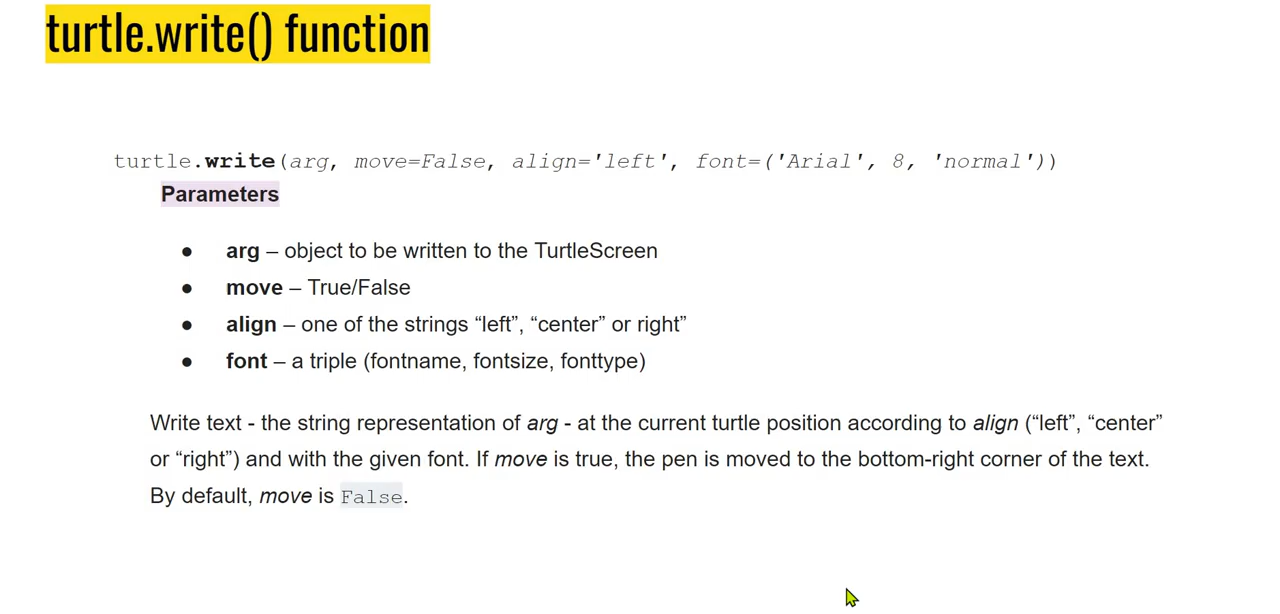 turtle.write() function
turtle.write(arg, move=False, align='left', font=('Arial', 8, 'normal'))
Parameters
● arg – object to be written to the TurtleScreen
● move – True/False
● align – one of the strings “left”, “center” or right”
● font – a triple (fontname, fontsize, fonttype)
Write text - the string representation of arg - at the current turtle position according to align (“left”, “center”
or “right”) and with the given font. If move is true, the pen is moved to the bottom-right corner of the text.
By default, move is False.